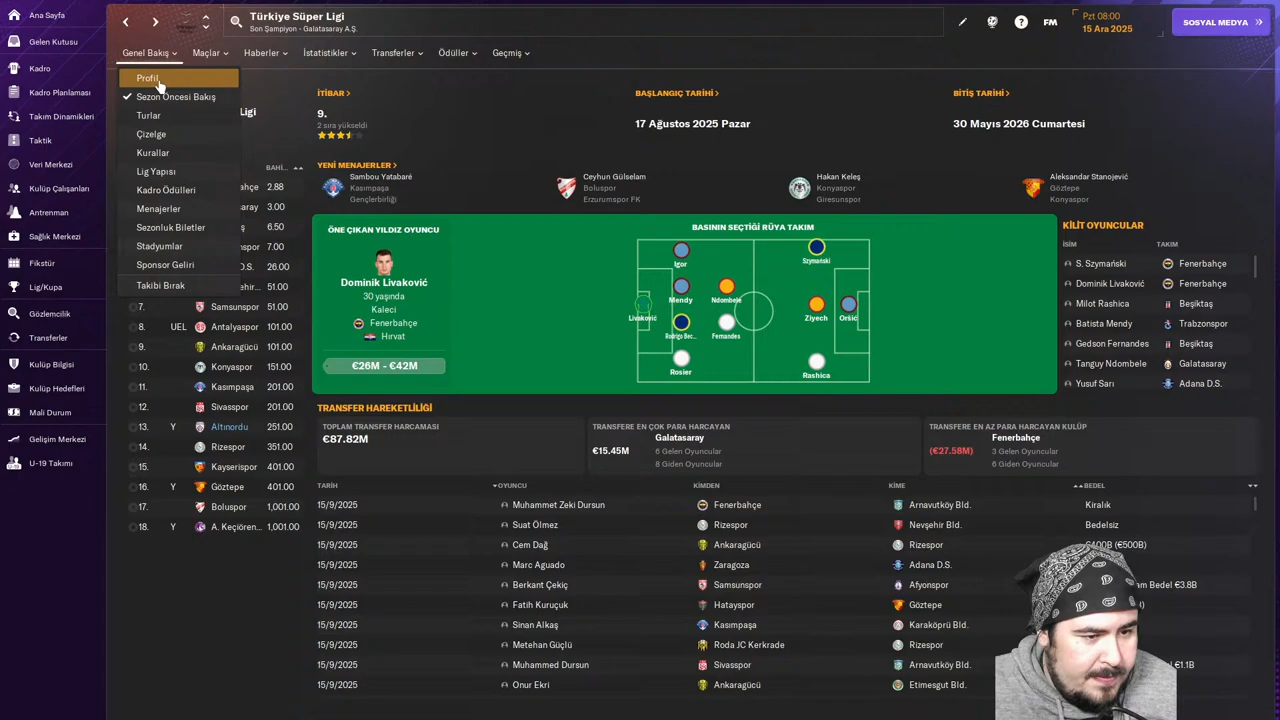 Ana Sayfa
Gelen Kutusu
Kadro
Kadro Planlaması
Takım Dinamikleri
Taktik
Veri Merkezi
Kulüp Çalışanları
Antrenman
Sağlık Merkezi
Fikstür
Lig/Kupa
Gözlemcilik
Transferler
Kulüp Bilgisi
Kulüp Hedefleri
Mali Durum
Gelişim Merkezi
U-19 Takımı
Türkiye Süper Ligi
Son Şampiyon - Galatasaray A.Ş.
FM
Pzt 08:00
15 Ara 2025
SOSYAL MEDYA
Genel Bakış
Maçlar
Haberler
İstatistikler
Transferler
Ödüller
Geçmiş
Profil
Sezon Öncesi Bakış
Turlar
Çizelge
Kurallar
Lig Yapısı
Kadro Ödülleri
Menajerler
Sezonluk Biletler
Stadyumlar
Sponsor Geliri
Takibi Bırak
Ligi
BAHİ...
2.88
3.00
6.50
7.00
26.00
51.00
7. Samsunspor 51.00
8. UEL Antalyaspor 101.00
9. Ankaragücü 101.00
10. Konyaspor 151.00
11. Kasımpaşa 201.00
12. Sivasspor 201.00
13. Y Altınordu 251.00
14. Rizespor 351.00
15. Kayserispor 401.00
16. Y Göztepe 401.00
17. Boluspor 1,001.00
18. Y A. Keçiören... 1,001.00
İTİBAR
9.
2 sıra yükseldi
BAŞLANGIÇ TARİHİ
17 Ağustos 2025 Pazar
BİTİŞ TARİHİ
30 Mayıs 2026 Cumartesi
YENİ MENAJERLER
Sambou Yatabaré
Kasımpaşa
Gençlerbirliği
Ceyhun Gülselam
Boluspor
Erzurumspor FK
Hakan Keleş
Konyaspor
Giresunspor
Aleksandar Stanojević
Göztepe
Konyaspor
ÖNE ÇIKAN YILDIZ OYUNCU
Dominik Livaković
30 yaşında
Kaleci
Fenerbahçe
Hırvat
€26M - €42M
BASININ SEÇTİĞİ RÜYA TAKIM
Igor
Szymański
Mendy
Ndombele
Livaković
Ziyech
Oršić
Rodrigo Bec...
Fernandes
Rosier
Rashica
KİLİT OYUNCULAR
İSİM TAKIM
S. Szymański Fenerbahçe
Dominik Livaković Fenerbahçe
Milot Rashica Beşiktaş
Batista Mendy Trabzonspor
Gedson Fernandes Beşiktaş
Tanguy Ndombele Galatasaray
Yusuf Sarı Adana D.S.
TRANSFER HAREKETLİLİĞİ
TOPLAM TRANSFER HARCAMASI
€87.82M
TRANSFERE EN ÇOK PARA HARCAYAN
Galatasaray
€15.45M
6 Gelen Oyuncular
8 Giden Oyuncular
TRANSFERE EN AZ PARA HARCAYAN KULÜP
Fenerbahçe
(€27.58M)
3 Gelen Oyuncular
6 Giden Oyuncular
TARİH OYUNCU KİMDEN KİME BEDEL
15/9/2025 Muhammet Zeki Dursun Fenerbahçe Arnavutköy Bld. Kiralık
15/9/2025 Suat Ölmez Rizespor Nevşehir Bld. Bedelsiz
15/9/2025 Cem Dağ Ankaragücü Rizespor (€500B)
15/9/2025 Marc Aguado Zaragoza Adana D.S.
15/9/2025 Berkant Çekiç Samsunspor Afyonspor Bedel €3.8B
15/9/2025 Fatih Kuruçuk Hatayspor Göztepe
15/9/2025 Sinan Alkaş Kasımpaşa Karaköprü Bld.
15/9/2025 Metehan Güçlü Roda JC Kerkrade Rizespor
15/9/2025 Muhammed Dursun Sivasspor Arnavutköy Bld. €1.1B
15/9/2025 Onur Ekri Ankaragücü Etimesgut Bld.